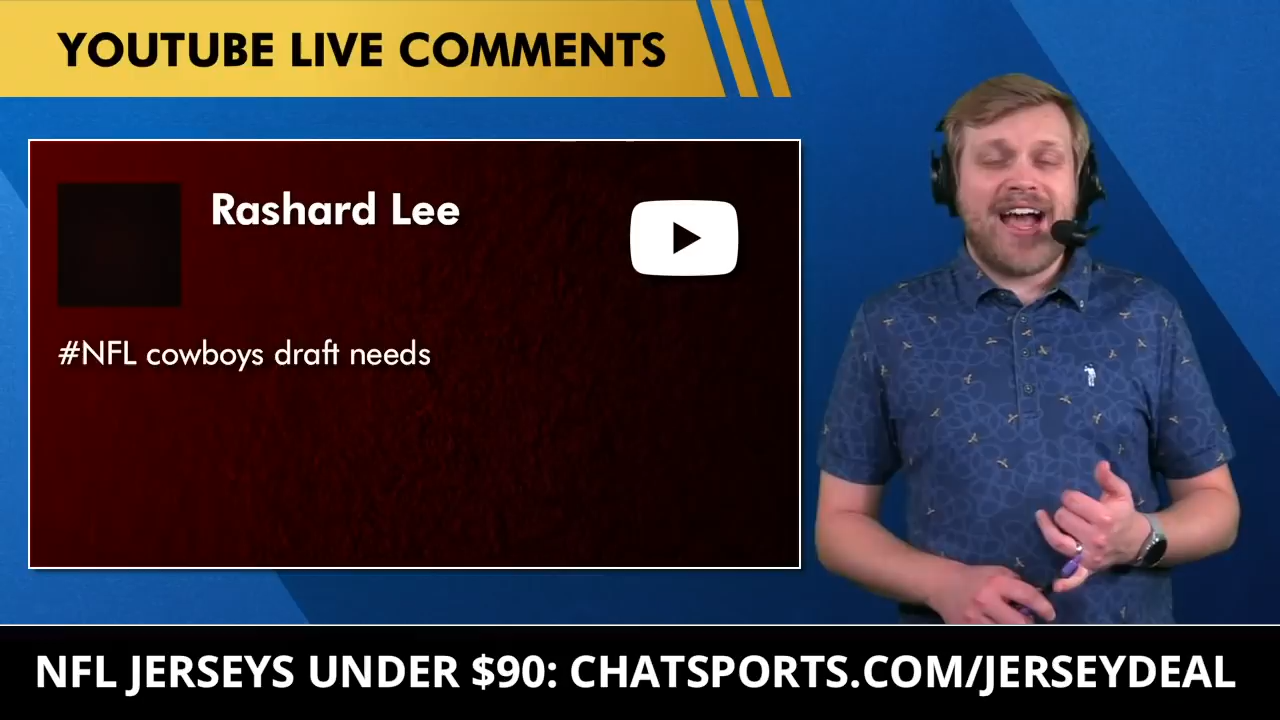 YOUTUBE LIVE COMMENTS
Rashard Lee
#NFL cowboys draft needs
NFL JERSEYS UNDER $90: CHATSPORTS.COM/JERSEYDEAL